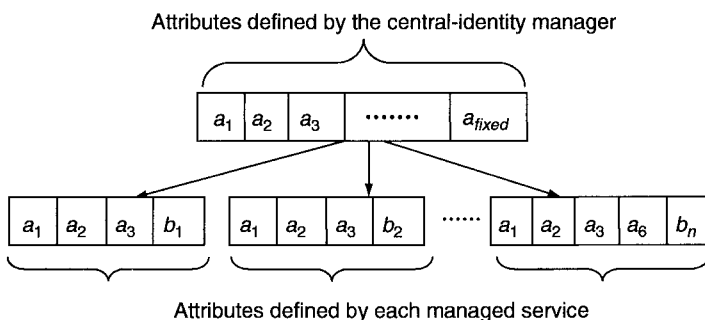 Attributes defined by the central-identity manager
a1 a2 a3 ........ afixed
a1 a2 a3 b1 a1 a2 a3 b2 ...... a1 a2 a3 a6 bn
Attributes defined by each managed service